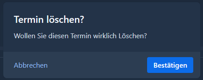 Termin löschen?
Wollen Sie diesen Termin wirklich Löschen?
Abbrechen
Bestätigen